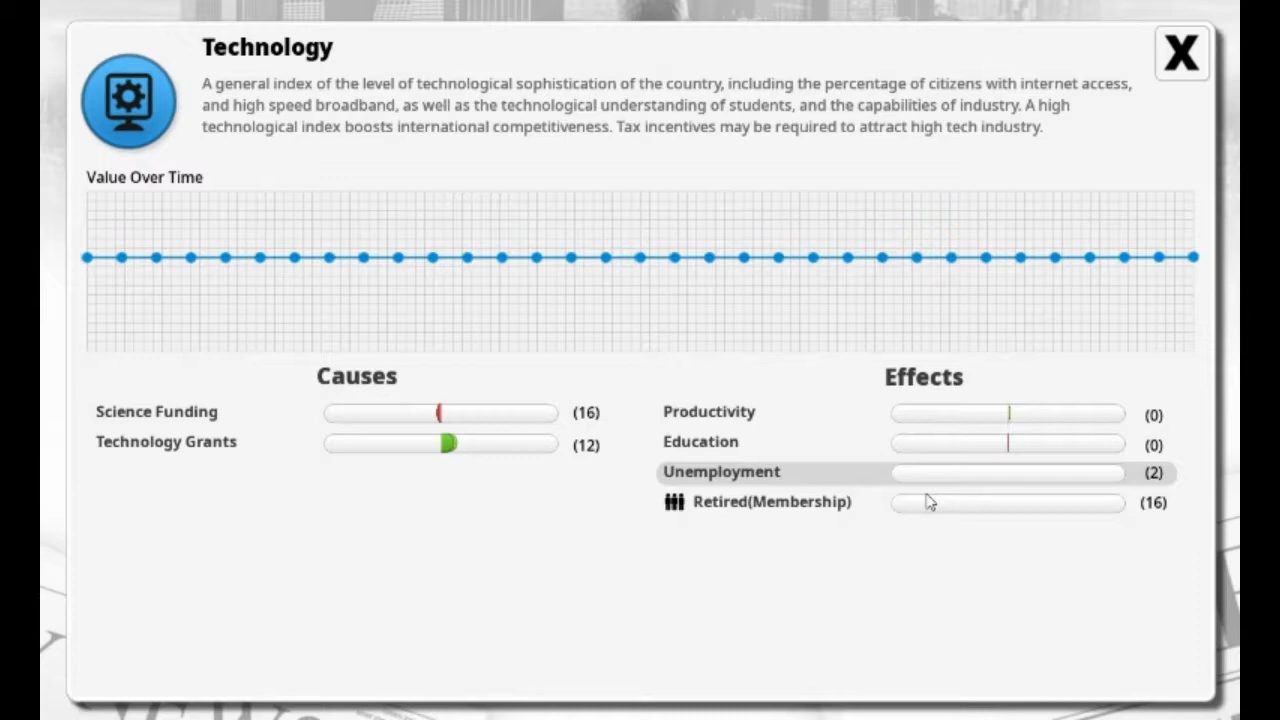 Technology
X
A general index of the level of technological sophistication of the country, including the percentage of citizens with internet access,
and high speed broadband, as well as the technological understanding of students, and the capabilities of industry. A high
technological index boosts international competitiveness. Tax incentives may be required to attract high tech industry.
Value Over Time
Causes
Science Funding (16)
Technology Grants (12)
Effects
Productivity (0)
Education (0)
Unemployment (2)
Retired(Membership) (16)